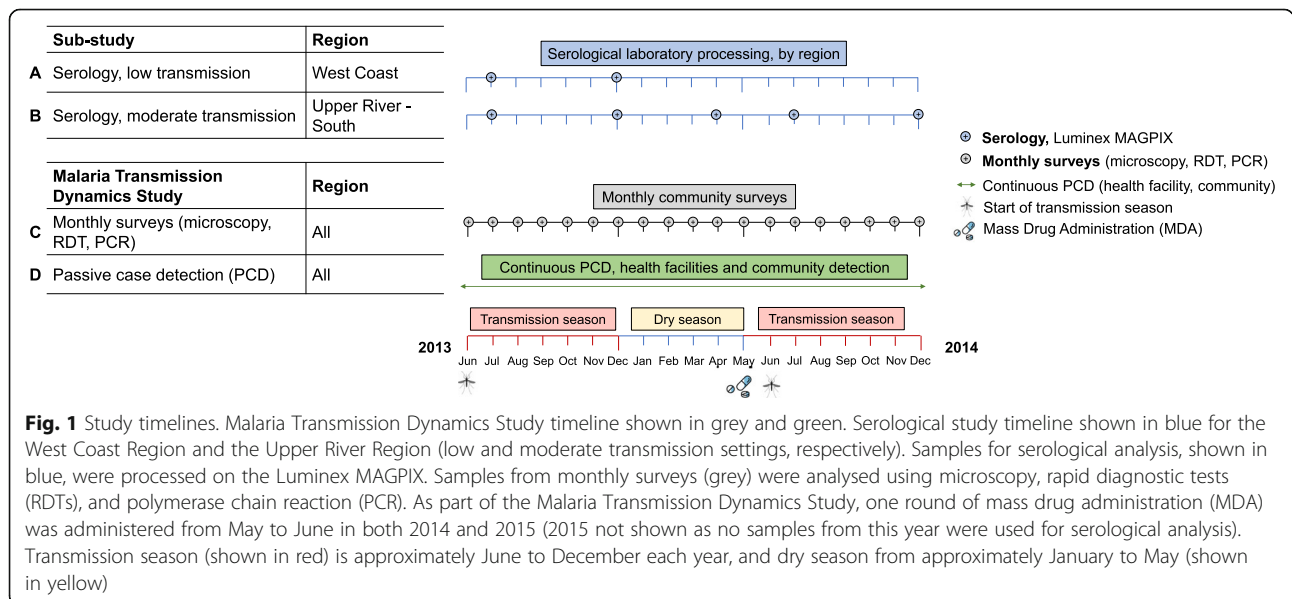 Sub-study Region
A Serology, low transmission West Coast
B Serology, moderate transmission Upper River -
South
Malaria Transmission
Dynamics Study Region
C Monthly surveys (microscopy,
RDT, PCR) All
D Passive case detection (PCD) All
Serological laboratory processing, by region
Monthly community surveys
Continuous PCD, health facilities and community detection
Transmission season Dry season Transmission season
2013 2014
Jun Jul Aug Sep Oct Nov Dec Jan Feb Mar Apr May Jun Jul Aug Sep Oct Nov Dec
Serology, Luminex MAGPIX
Monthly surveys (microscopy, RDT, PCR)
Continuous PCD (health facility, community)
Start of transmission season
Mass Drug Administration (MDA)
Fig. 1 Study timelines. Malaria Transmission Dynamics Study timeline shown in grey and green. Serological study timeline shown in blue for the
West Coast Region and the Upper River Region (low and moderate transmission settings, respectively). Samples for serological analysis, shown in
blue, were processed on the Luminex MAGPIX. Samples from monthly surveys (grey) were analysed using microscopy, rapid diagnostic tests
(RDTs), and polymerase chain reaction (PCR). As part of the Malaria Transmission Dynamics Study, one round of mass drug administration (MDA)
was administered from May to June in both 2014 and 2015 (2015 not shown as no samples from this year were used for serological analysis).
Transmission season (shown in red) is approximately June to December each year, and dry season from approximately January to May (shown
in yellow)